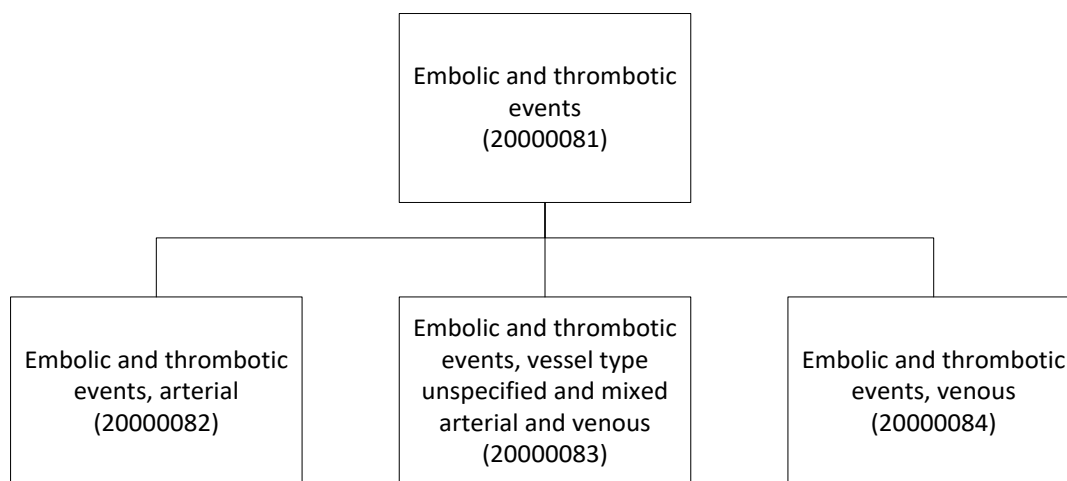 Embolic and thrombotic
events
(20000081)
Embolic and thrombotic
events, arterial
(20000082)
Embolic and thrombotic
events, vessel type
unspecified and mixed
arterial and venous
(20000083)
Embolic and thrombotic
events, venous
(20000084)